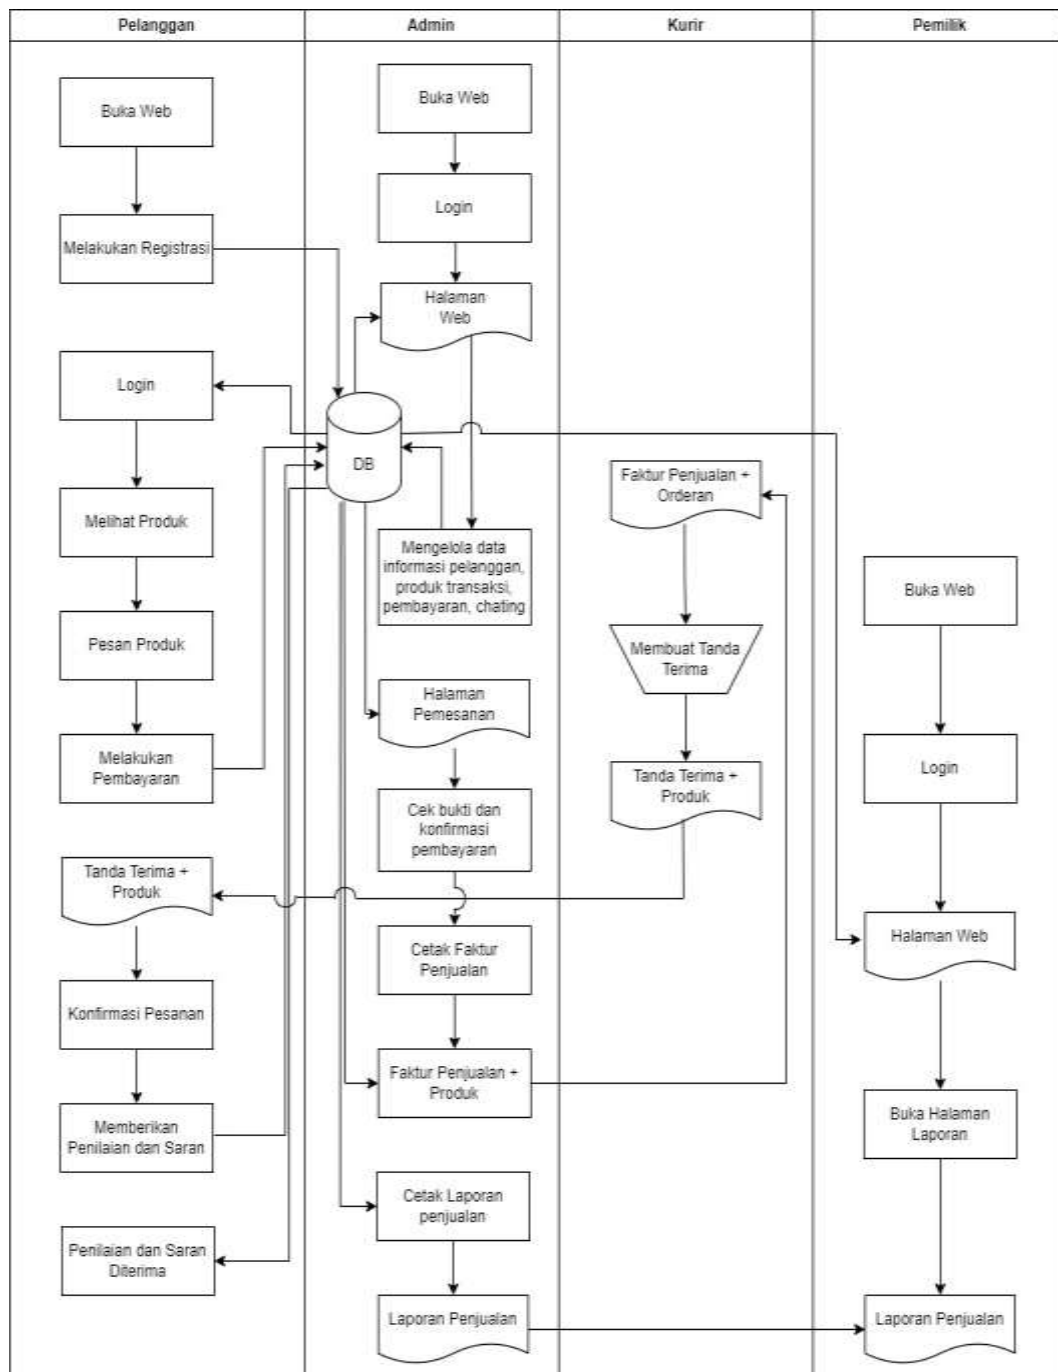 Pelanggan
Admin
Kurir
Pemilik
Buka Web
Melakukan Registrasi
Login
Melihat Produk
Pesan Produk
Melakukan
Pembayaran
Tanda Terima +
Produk
Konfirmasi Pesanan
Memberikan
Penilaian dan Saran
Penilaian dan Saran
Diterima
Buka Web
Login
Halaman
Web
DB
Mengelola data
informasi pelanggan,
produk transaksi,
pembayaran, chating
Halaman
Pemesanan
Cek bukti dan
konfirmasi
pembayaran
Cetak Faktur
Penjualan
Faktur Penjualan +
Produk
Cetak Laporan
penjualan
Laporan Penjualan
Faktur Penjualan +
Orderan
Membuat Tanda
Terima
Tanda Terima +
Produk
Buka Web
Login
Halaman Web
Buka Halaman
Laporan
Laporan Penjualan